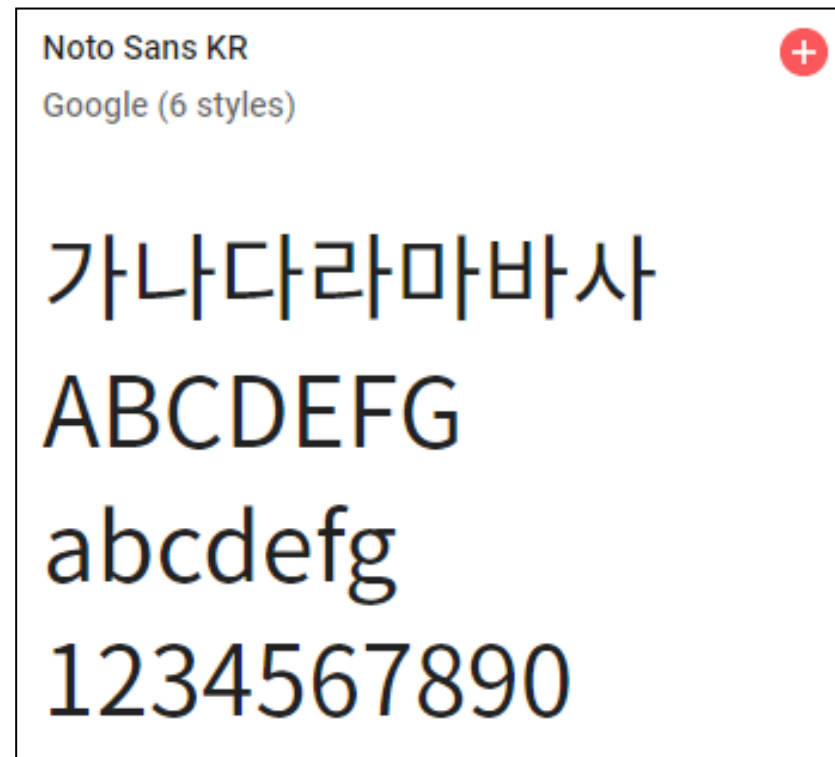 Noto Sans KR
Google (6 styles)
가나다라마바사
ABCDEFG
abcdefg
1234567890